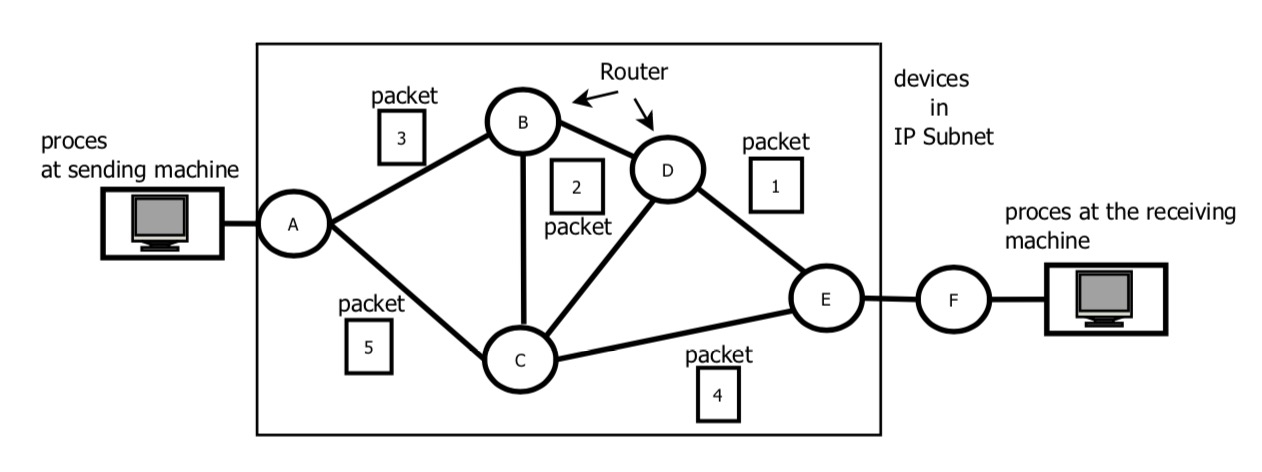 Router
packet
3
B
devices
in
IP Subnet
proces
at sending machine
packet
1
2
packet
D
A
proces at the receiving
machine
packet
5
E
F
C
packet
4